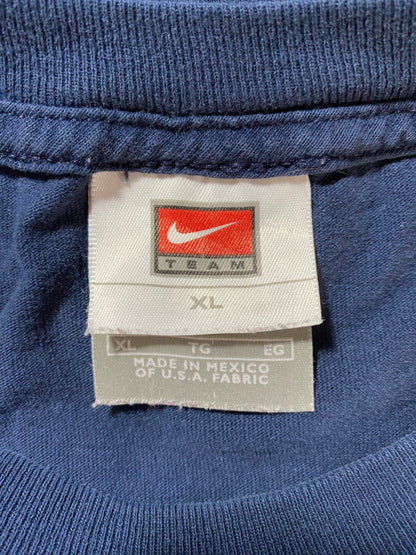 TEAM
XL
XL TG EG
MADE IN MEXICO
OF U.S.A. FABRIC